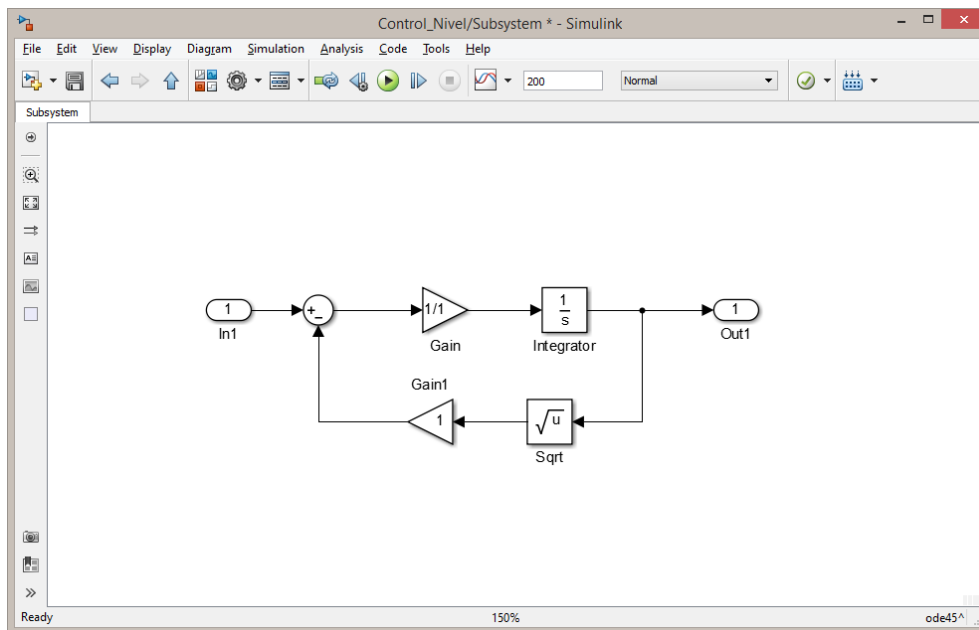 Control_Nivel/Subsystem * - Simulink
File Edit View Display Diagram Simulation Analysis Code Tools Help
200 Normal
Subsystem
1
In1
+
−
1/1
Gain
1
s
Integrator
1
Out1
Gain1
1
√u
Sqrt
Ready 150% ode45^